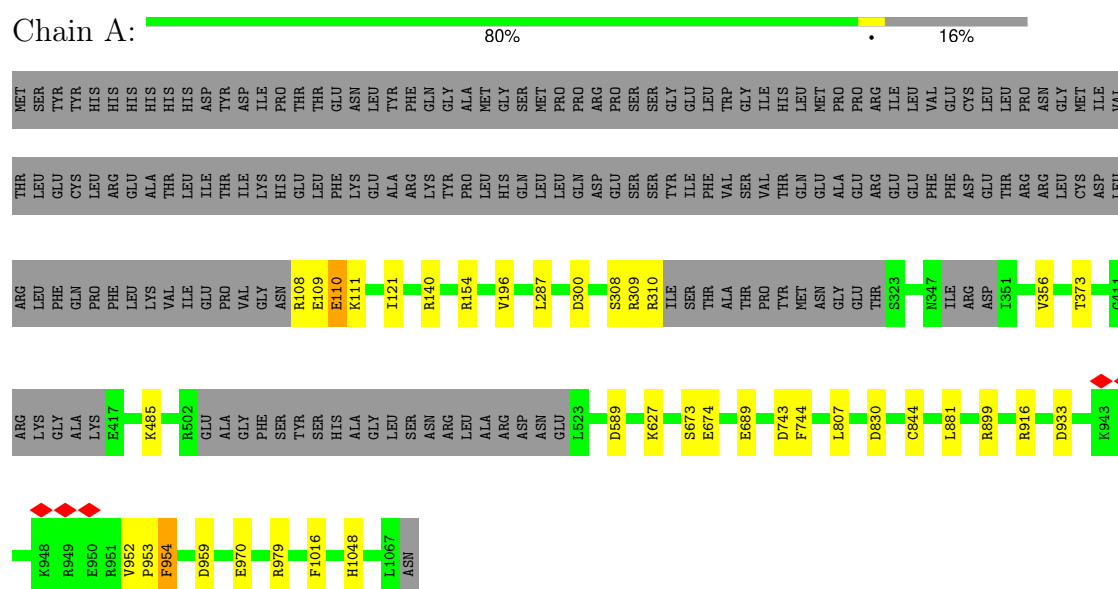 Chain A:
80% • 16%
MET SER TYR TYR HIS HIS HIS HIS HIS HIS ASP TYR ASP ILE PRO THR THR GLU ASN LEU TYR PHE GLN GLY ALA MET GLY SER MET PRO PRO ARG PRO SER SER GLY GLU LEU TRP GLY ILE HIS LEU MET PRO PRO ARG ILE LEU VAL GLU CYS LEU LEU PRO ASN GLY MET ILE VAL
THR LEU GLU CYS LEU ARG GLU ALA THR LEU ILE THR ILE LYS HIS GLU LEU PHE LYS GLU ALA ARG LYS TYR PRO LEU HIS GLN LEU LEU GLN ASP GLU SER SER TYR ILE PHE VAL SER VAL THR GLN GLU ALA GLU ARG GLU GLU PHE PHE ASP GLU THR ARG ARG LEU CYS ASP LEU
ARG LEU PHE GLN PRO PHE LEU LYS VAL ILE GLU PRO VAL GLY ASN R108 E109 E110 K111 I121 R140 R154 V196 L287 D300 S308 R309 R310 ILE SER THR ALA THR PRO TYR MET ASN GLY GLU THR S323 N347 ILE ARG ASP I351 V356 T373 G411
ARG LYS GLY ALA LYS E417 K485 R502 GLU ALA GLY PHE SER TYR SER HIS ALA GLY LEU SER ASN ARG LEU ALA ARG ASP ASN GLU L523 D589 K627 S673 E674 E689 D743 F744 L807 D830 C844 L881 R899 R916 D933 K943
K948 R949 E950 R951 V952 P953 F954 D959 E970 R979 F1016 H1048 L1067 ASN